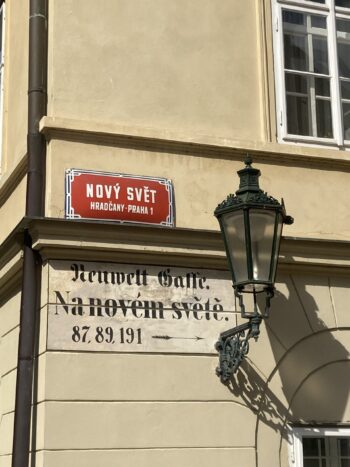 NOVÝ SVĚT
HRADČANY-PRAHA 1
Neuwelt Gasse.
Na novém světě.
87, 89, 191